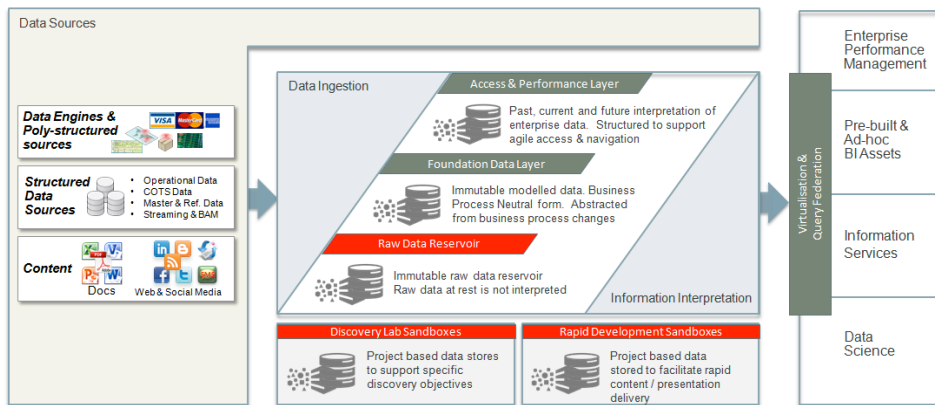 Data Sources
Data Engines &
Poly-structured
sources
VISA
MasterCard
Structured
Data
Sources
• Operational Data
• COTS Data
• Master & Ref. Data
• Streaming & BAM
Content
PDF
Docs
Web & Social Media
Data Ingestion
Access & Performance Layer
Past, current and future interpretation of
enterprise data. Structured to support
agile access & navigation
Foundation Data Layer
Immutable modelled data. Business
Process Neutral form. Abstracted
from business process changes
Raw Data Reservoir
Immutable raw data reservoir
Raw data at rest is not interpreted
Information Interpretation
Discovery Lab Sandboxes
Project based data stores
to support specific
discovery objectives
Rapid Development Sandboxes
Project based data
stored to facilitate rapid
content / presentation
delivery
Virtualisation &
Query Federation
Enterprise
Performance
Management
Pre-built &
Ad-hoc
BI Assets
Information
Services
Data
Science